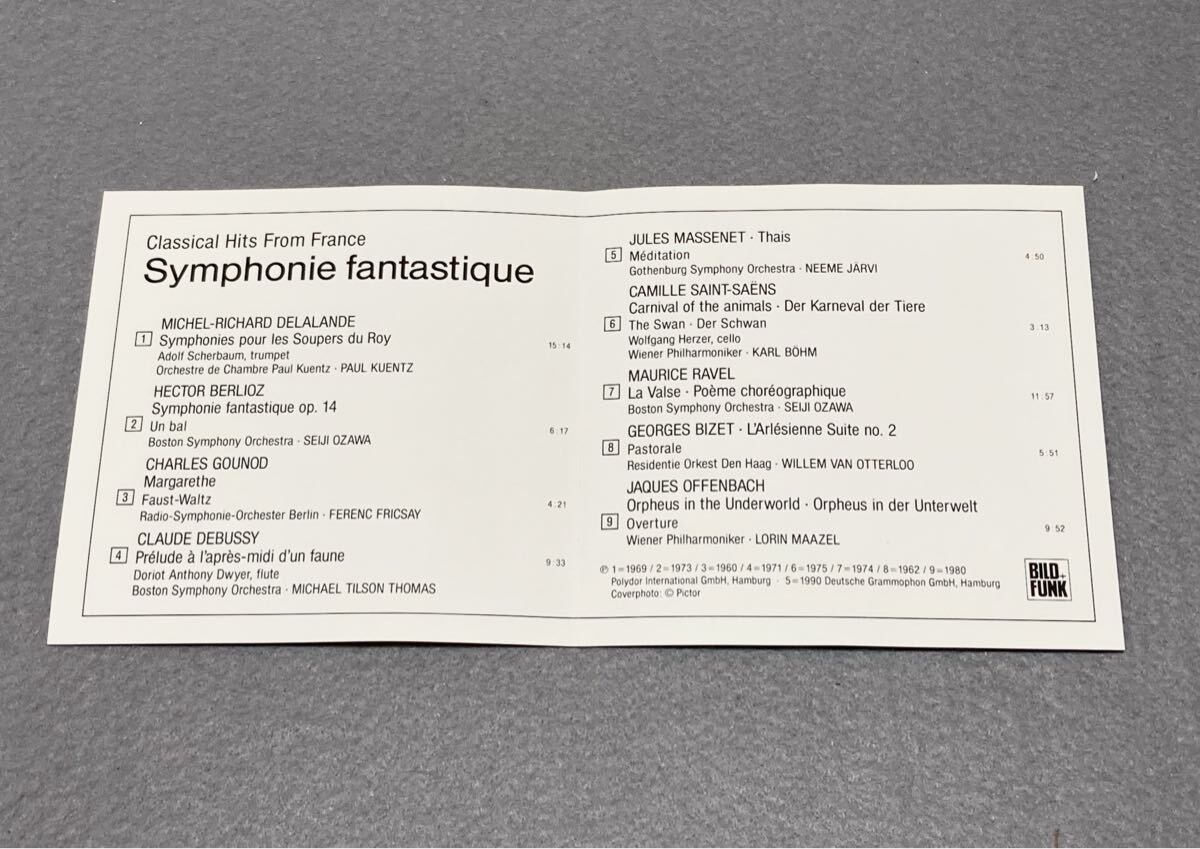 Classical Hits From France
Symphonie fantastique
MICHEL-RICHARD DELALANDE
1 Symphonies pour les Soupers du Roy 15:14
Adolf Scherbaum, trumpet
Orchestre de Chambre Paul Kuentz · PAUL KUENTZ
HECTOR BERLIOZ
Symphonie fantastique op. 14
2 Un bal 6:17
Boston Symphony Orchestra · SEIJI OZAWA
CHARLES GOUNOD
Margarethe
3 Faust-Waltz 4:21
Radio-Symphonie-Orchester Berlin · FERENC FRICSAY
CLAUDE DEBUSSY
4 Prélude à l'après-midi d'un faune 9:33
Doriot Anthony Dwyer, flute
Boston Symphony Orchestra · MICHAEL TILSON THOMAS
JULES MASSENET · Thais
5 Méditation 4:50
Gothenburg Symphony Orchestra · NEEME JÄRVI
CAMILLE SAINT-SAËNS
Carnival of the animals · Der Karneval der Tiere
6 The Swan · Der Schwan 3:13
Wolfgang Herzer, cello
Wiener Philharmoniker · KARL BÖHM
MAURICE RAVEL
7 La Valse · Poème choréographique 11:57
Boston Symphony Orchestra · SEIJI OZAWA
GEORGES BIZET · L'Arlésienne Suite no. 2
8 Pastorale 5:51
Residentie Orkest Den Haag · WILLEM VAN OTTERLOO
JAQUES OFFENBACH
Orpheus in the Underworld · Orpheus in der Unterwelt
9 Overture 9:52
Wiener Philharmoniker · LORIN MAAZEL
℗ 1=1969 / 2=1973 / 3=1960 / 4=1971 / 6=1975 / 7=1974 / 8=1962 / 9=1980
Polydor International GmbH, Hamburg · 5=1990 Deutsche Grammophon GmbH, Hamburg
Coverphoto: © Pictor
BILD+
FUNK